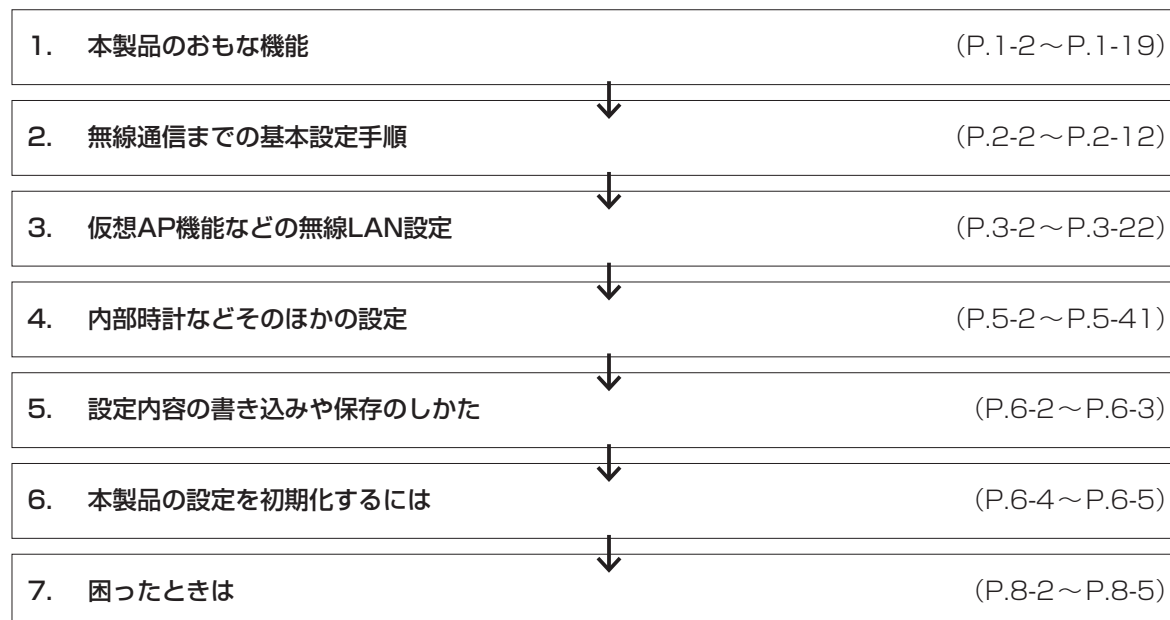 1. 本製品のおもな機能 （P.1-2～P.1-19）
2. 無線通信までの基本設定手順 （P.2-2～P.2-12）
3. 仮想AP機能などの無線LAN設定 （P.3-2～P.3-22）
4. 内部時計などそのほかの設定 （P.5-2～P.5-41）
5. 設定内容の書き込みや保存のしかた （P.6-2～P.6-3）
6. 本製品の設定を初期化するには （P.6-4～P.6-5）
7. 困ったときは （P.8-2～P.8-5）